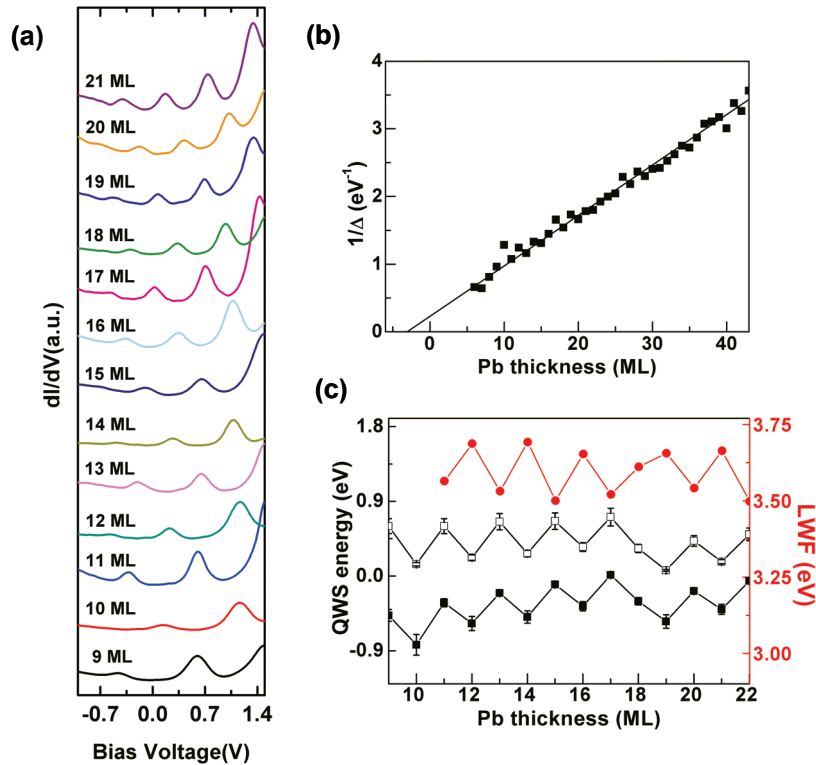 (a)
21 ML
20 ML
19 ML
18 ML
17 ML
16 ML
15 ML
14 ML
13 ML
12 ML
11 ML
10 ML
9 ML
dI/dV(a.u.)
-0.7 0.0 0.7 1.4
Bias Voltage(V)
(b)
4
3
2
1
0
1/Δ (eV⁻¹)
0 10 20 30 40
Pb thickness (ML)
(c)
1.8
0.9
0.0
-0.9
QWS energy (eV)
3.75
3.50
3.25
3.00
LWF (eV)
10 12 14 16 18 20 22
Pb thickness (ML)